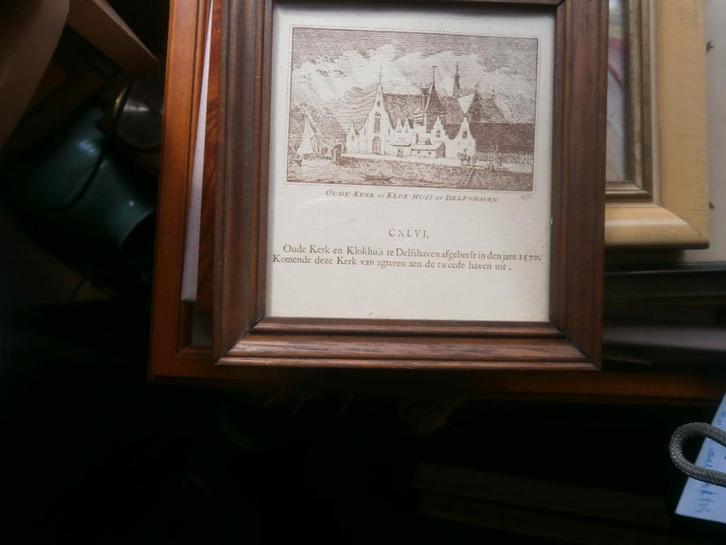 OUDE KERK en KLOK-HUIS tot DELFSHAVEN
CXLVI.
Oude Kerk en Klokhuis te Delfshaven afgebeelt in den jare 1570.
Komende deze Kerk van agteren aen de tweede haven uit.